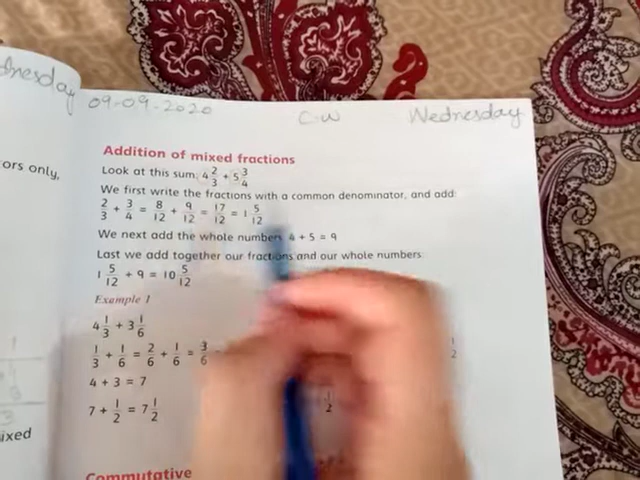 dnesday
09-09-2020 C.W Wednesday
ors only,
Addition of mixed fractions
Look at this sum: 4 2/3 + 5 3/4
We first write the fractions with a common denominator, and add:
2/3 + 3/4 = 8/12 + 9/12 = 17/12 = 1 5/12
We next add the whole numbers 4 + 5 = 9
Last we add together our fractions and our whole numbers:
1 5/12 + 9 = 10 5/12
Example 1
4 1/3 + 3 1/6
1/3 + 1/6 = 2/6 + 1/6 = 3/6
4 + 3 = 7
7 + 1/2 = 7 1/2
1/2
ixed
Commutative